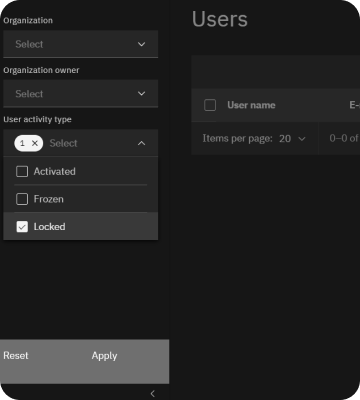 Organization
Select
Organization owner
Select
User activity type
1 × Select
Activated
Frozen
Locked
Reset Apply
Users
User name E-
Items per page: 20 0–0 of